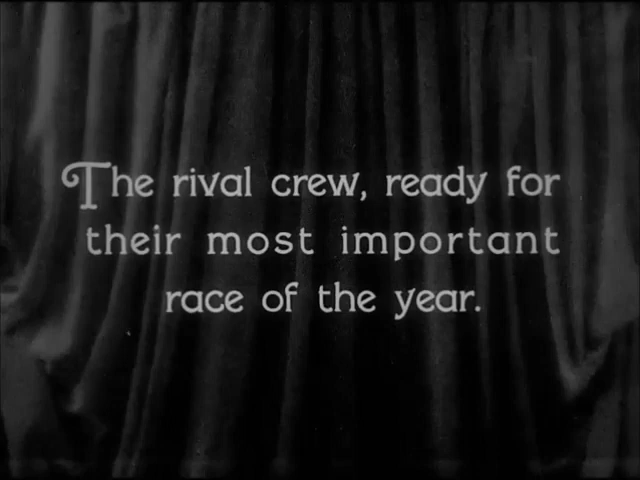 The rival crew, ready for
their most important
race of the year.